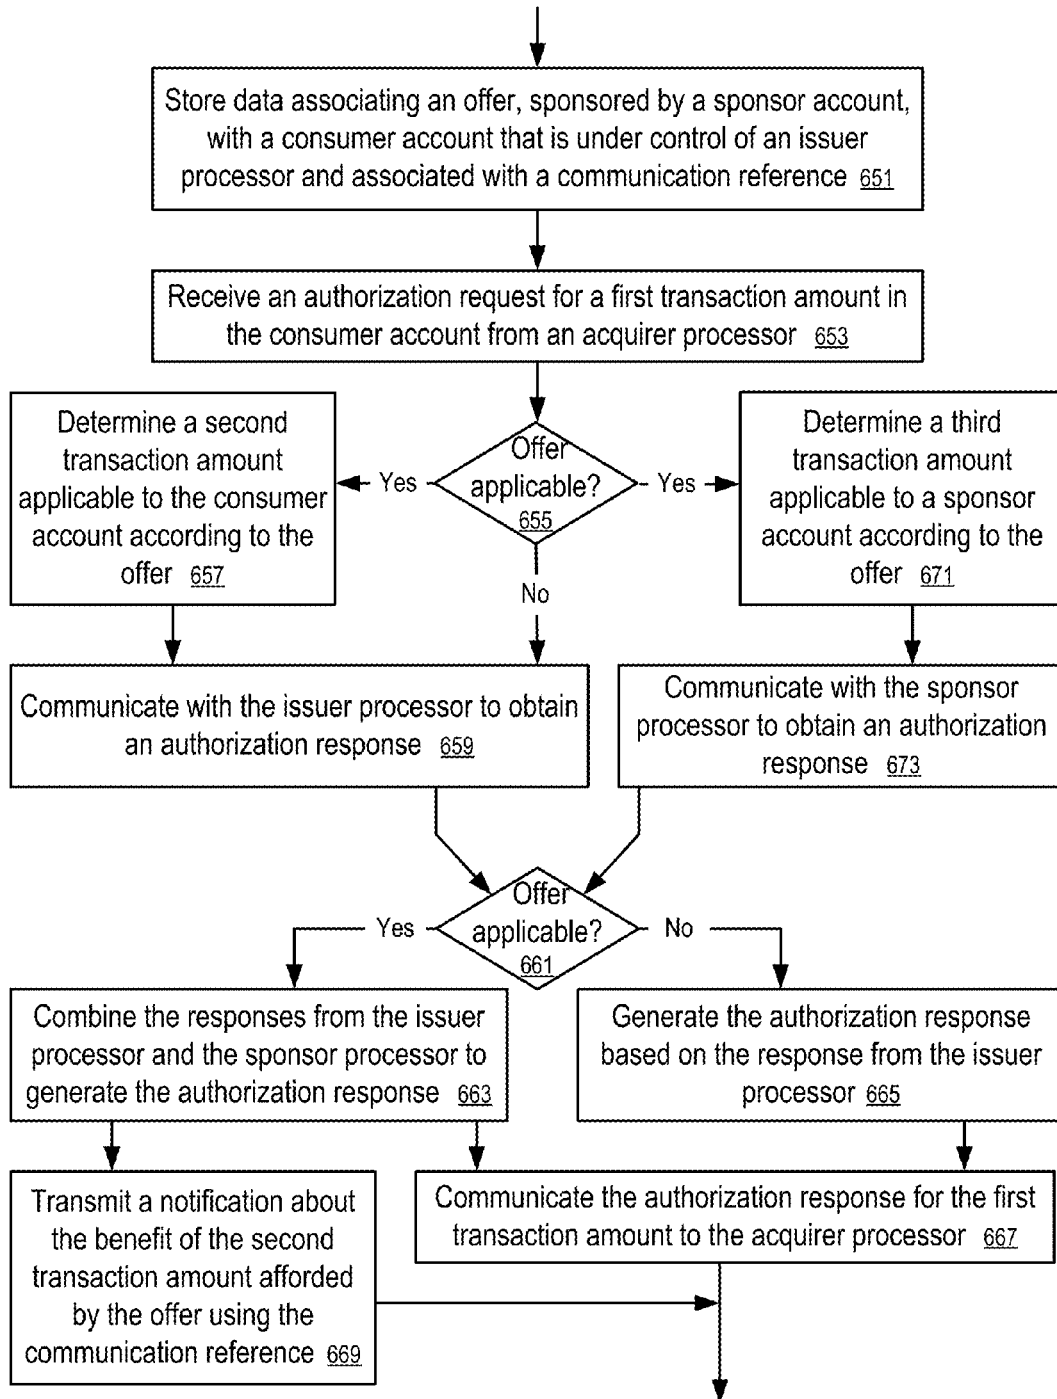 Store data associating an offer, sponsored by a sponsor account,
with a consumer account that is under control of an issuer
processor and associated with a communication reference 651
Receive an authorization request for a first transaction amount in
the consumer account from an acquirer processor 653
Offer
applicable?
655
Yes
Yes
No
Determine a second
transaction amount
applicable to the consumer
account according to the
offer 657
Determine a third
transaction amount
applicable to a sponsor
account according to the
offer 671
Communicate with the issuer processor to obtain
an authorization response 659
Communicate with the sponsor
processor to obtain an authorization
response 673
Offer
applicable?
661
Yes
No
Combine the responses from the issuer
processor and the sponsor processor to
generate the authorization response 663
Generate the authorization response
based on the response from the issuer
processor 665
Transmit a notification about
the benefit of the second
transaction amount afforded
by the offer using the
communication reference 669
Communicate the authorization response for the first
transaction amount to the acquirer processor 667